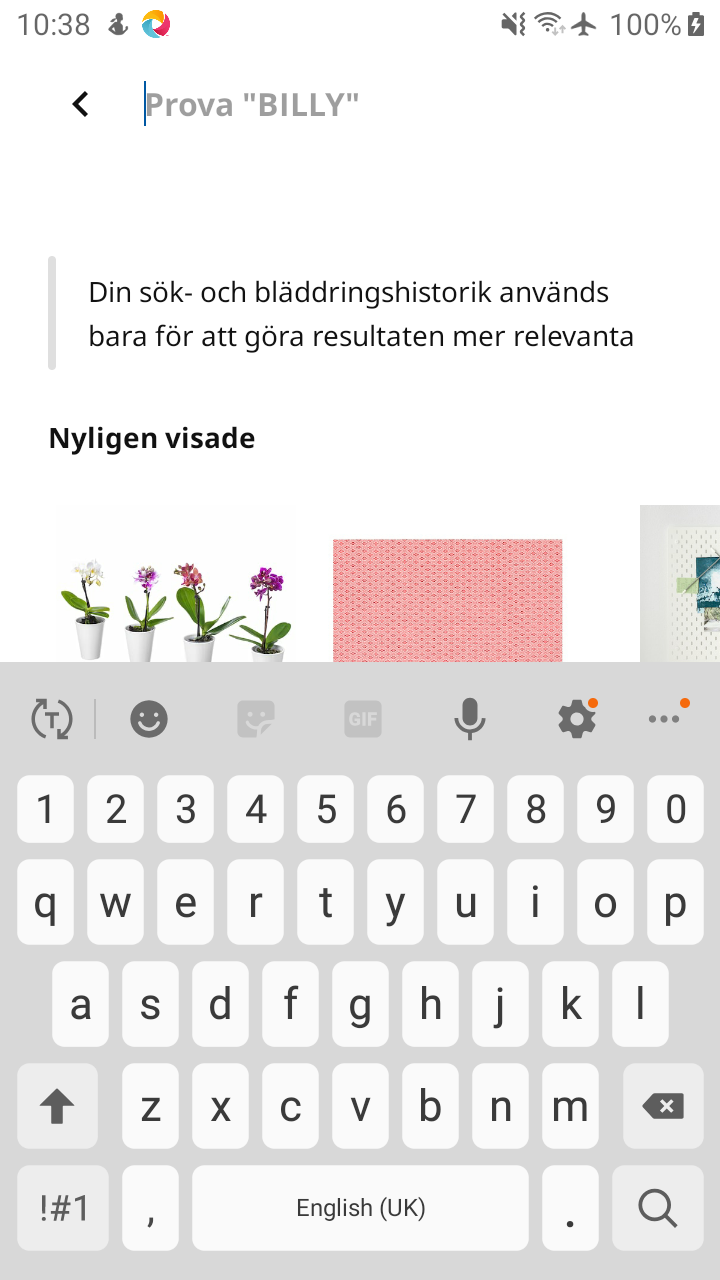 10:38
100%
Prova "BILLY"
Din sök- och bläddringshistorik används
bara för att göra resultaten mer relevanta
Nyligen visade
T
GIF
1 2 3 4 5 6 7 8 9 0
q w e r t y u i o p
a s d f g h j k l
z x c v b n m
!#1 , English (UK) .